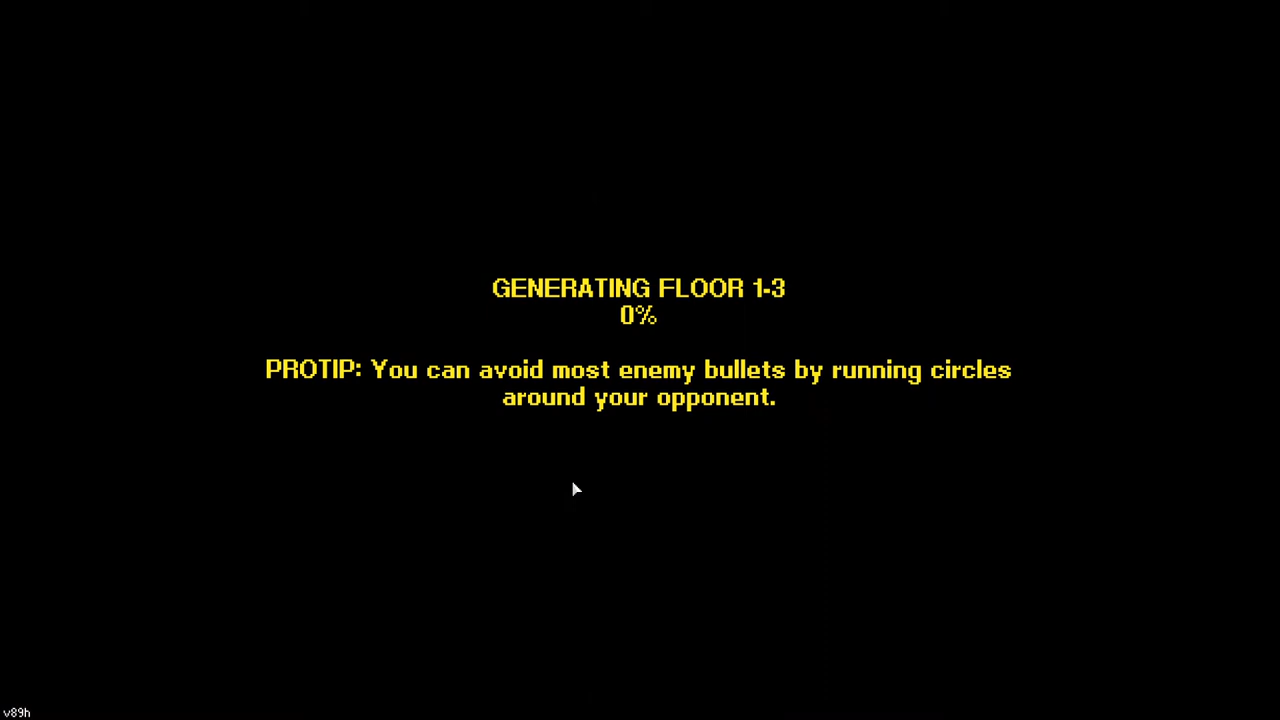 GENERATING FLOOR 1-3
0%
PROTIP: You can avoid most enemy bullets by running circles
around your opponent.
v89h